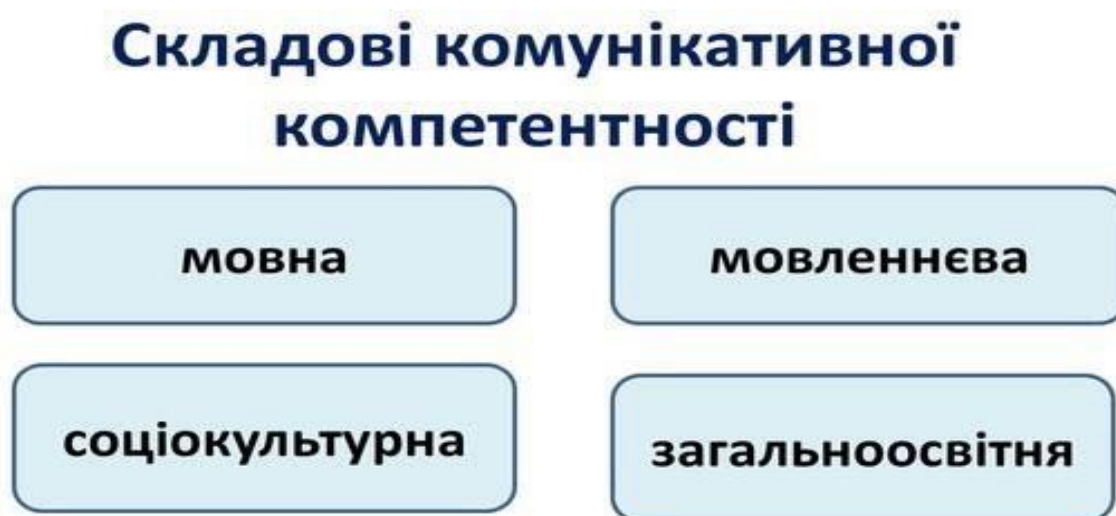 Складові комунікативної
компетентності
мовна
мовленнєва
соціокультурна
загальноосвітня